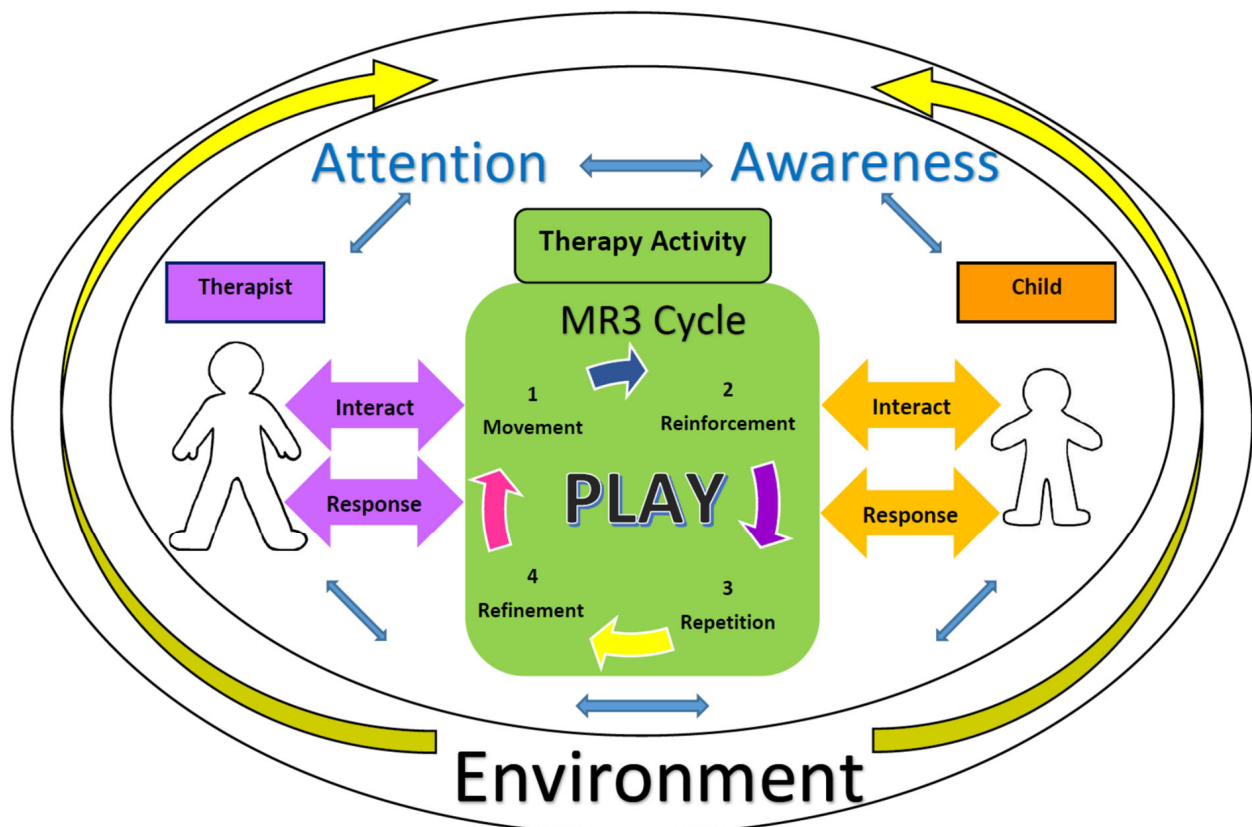 Attention Awareness
Therapy Activity
Therapist
Child
MR3 Cycle
1
Movement
2
Reinforcement
Interact
Interact
PLAY
Response
Response
4
Refinement
3
Repetition
Environment